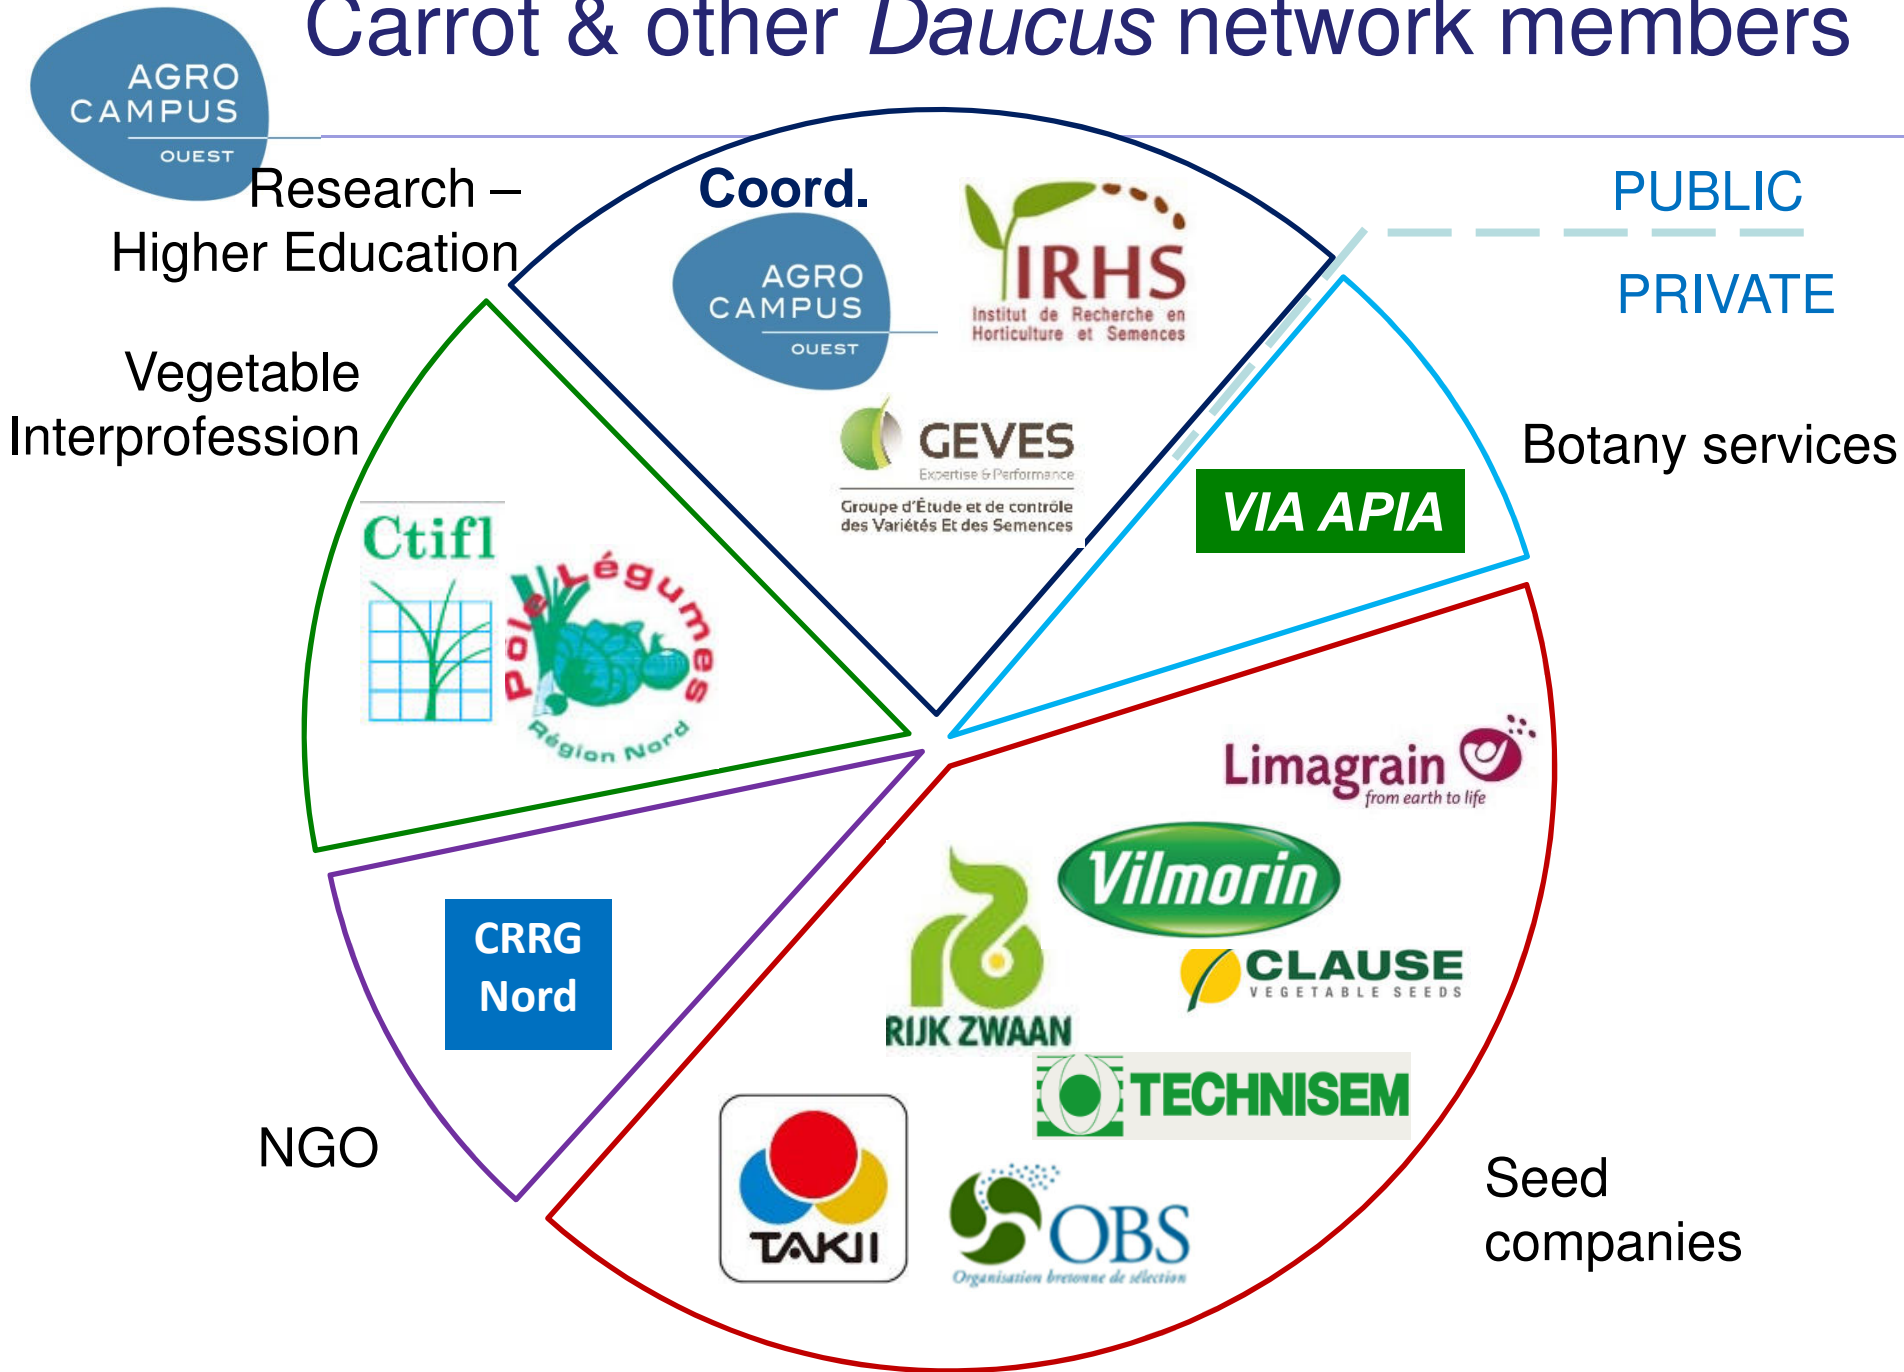 Carrot & other Daucus network members
AGRO
CAMPUS
OUEST
Research –
Higher Education
Coord.
AGRO
CAMPUS
OUEST
IRHS
Institut de Recherche en
Horticulture et Semences
GEVES
Expertise & Performance
Groupe d'Étude et de contrôle
des Variétés Et des Semences
PUBLIC
PRIVATE
Vegetable
Interprofession
Ctifl
Pole Légumes
Région Nord
Botany services
VIA APIA
Limagrain
from earth to life
Vilmorin
CLAUSE
VEGETABLE SEEDS
RIJK ZWAAN
TECHNISEM
TAKII
OBS
Organisation bretonne de sélection
CRRG
Nord
NGO
Seed
companies